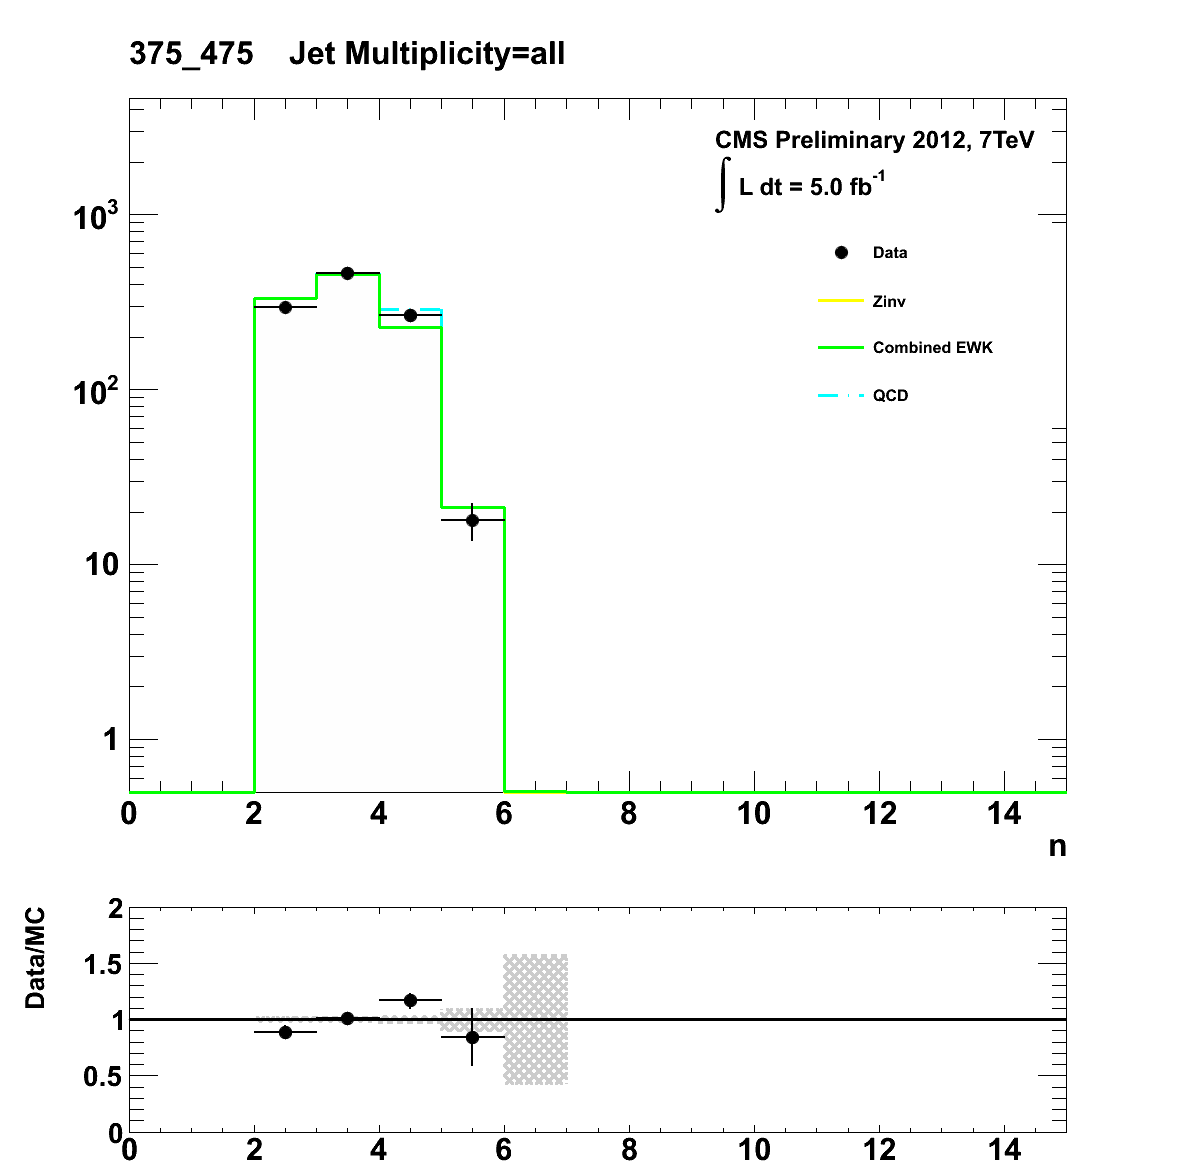 375_475 Jet Multiplicity=all
CMS Preliminary 2012, 7TeV
∫ L dt = 5.0 fb⁻¹
Data
Zinv
Combined EWK
QCD
10³
10²
10
1
0 2 4 6 8 10 12 14
n
Data/MC
2
1.5
1
0.5
0
0 2 4 6 8 10 12 14